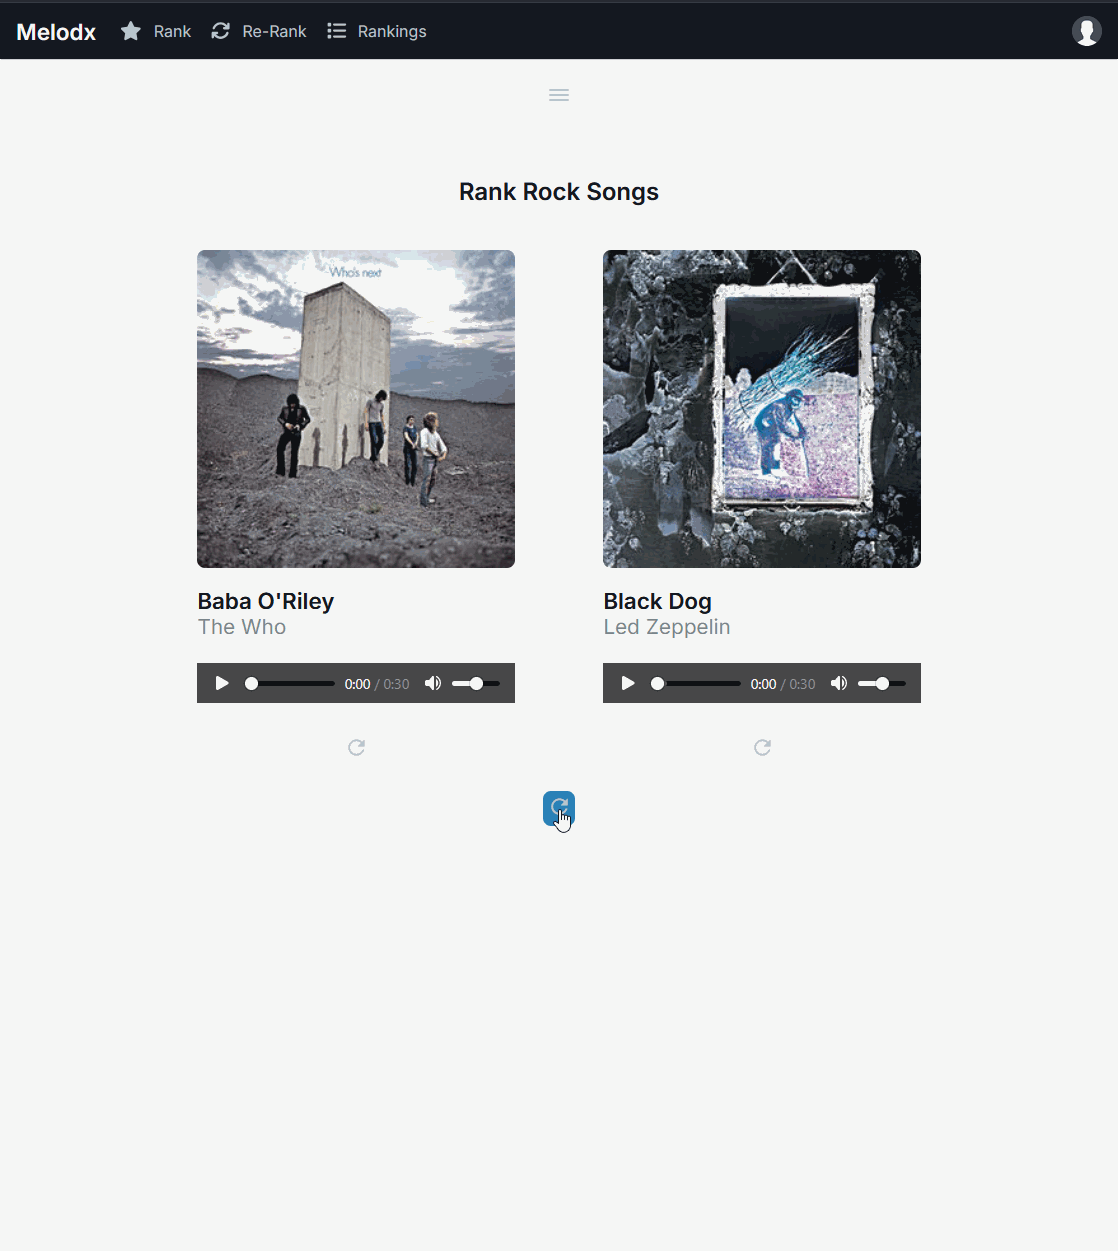 Melodx Rank Re-Rank Rankings
Rank Rock Songs
Who's next
Baba O'Riley
The Who
0:00 / 0:30
Black Dog
Led Zeppelin
0:00 / 0:30